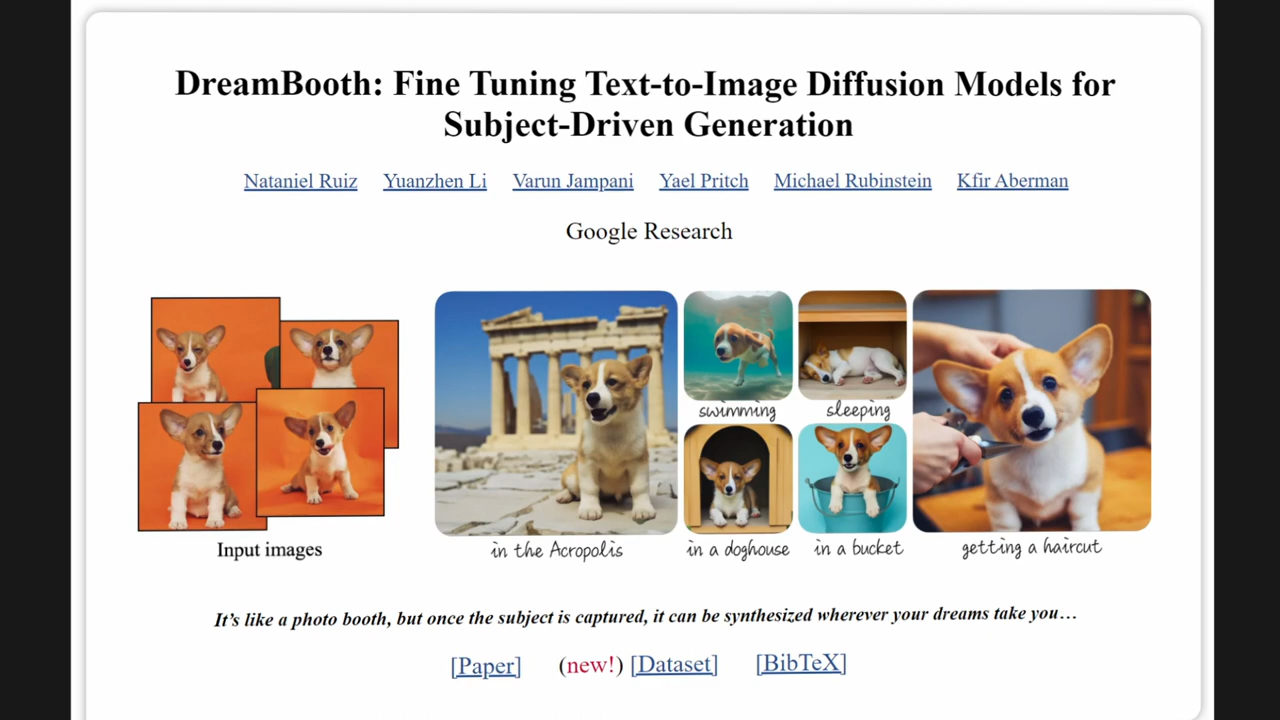 DreamBooth: Fine Tuning Text-to-Image Diffusion Models for
Subject-Driven Generation
Nataniel Ruiz Yuanzhen Li Varun Jampani Yael Pritch Michael Rubinstein Kfir Aberman
Google Research
swimming sleeping
Input images in the Acropolis in a doghouse in a bucket getting a haircut
It's like a photo booth, but once the subject is captured, it can be synthesized wherever your dreams take you…
[Paper] (new!) [Dataset] [BibTeX]